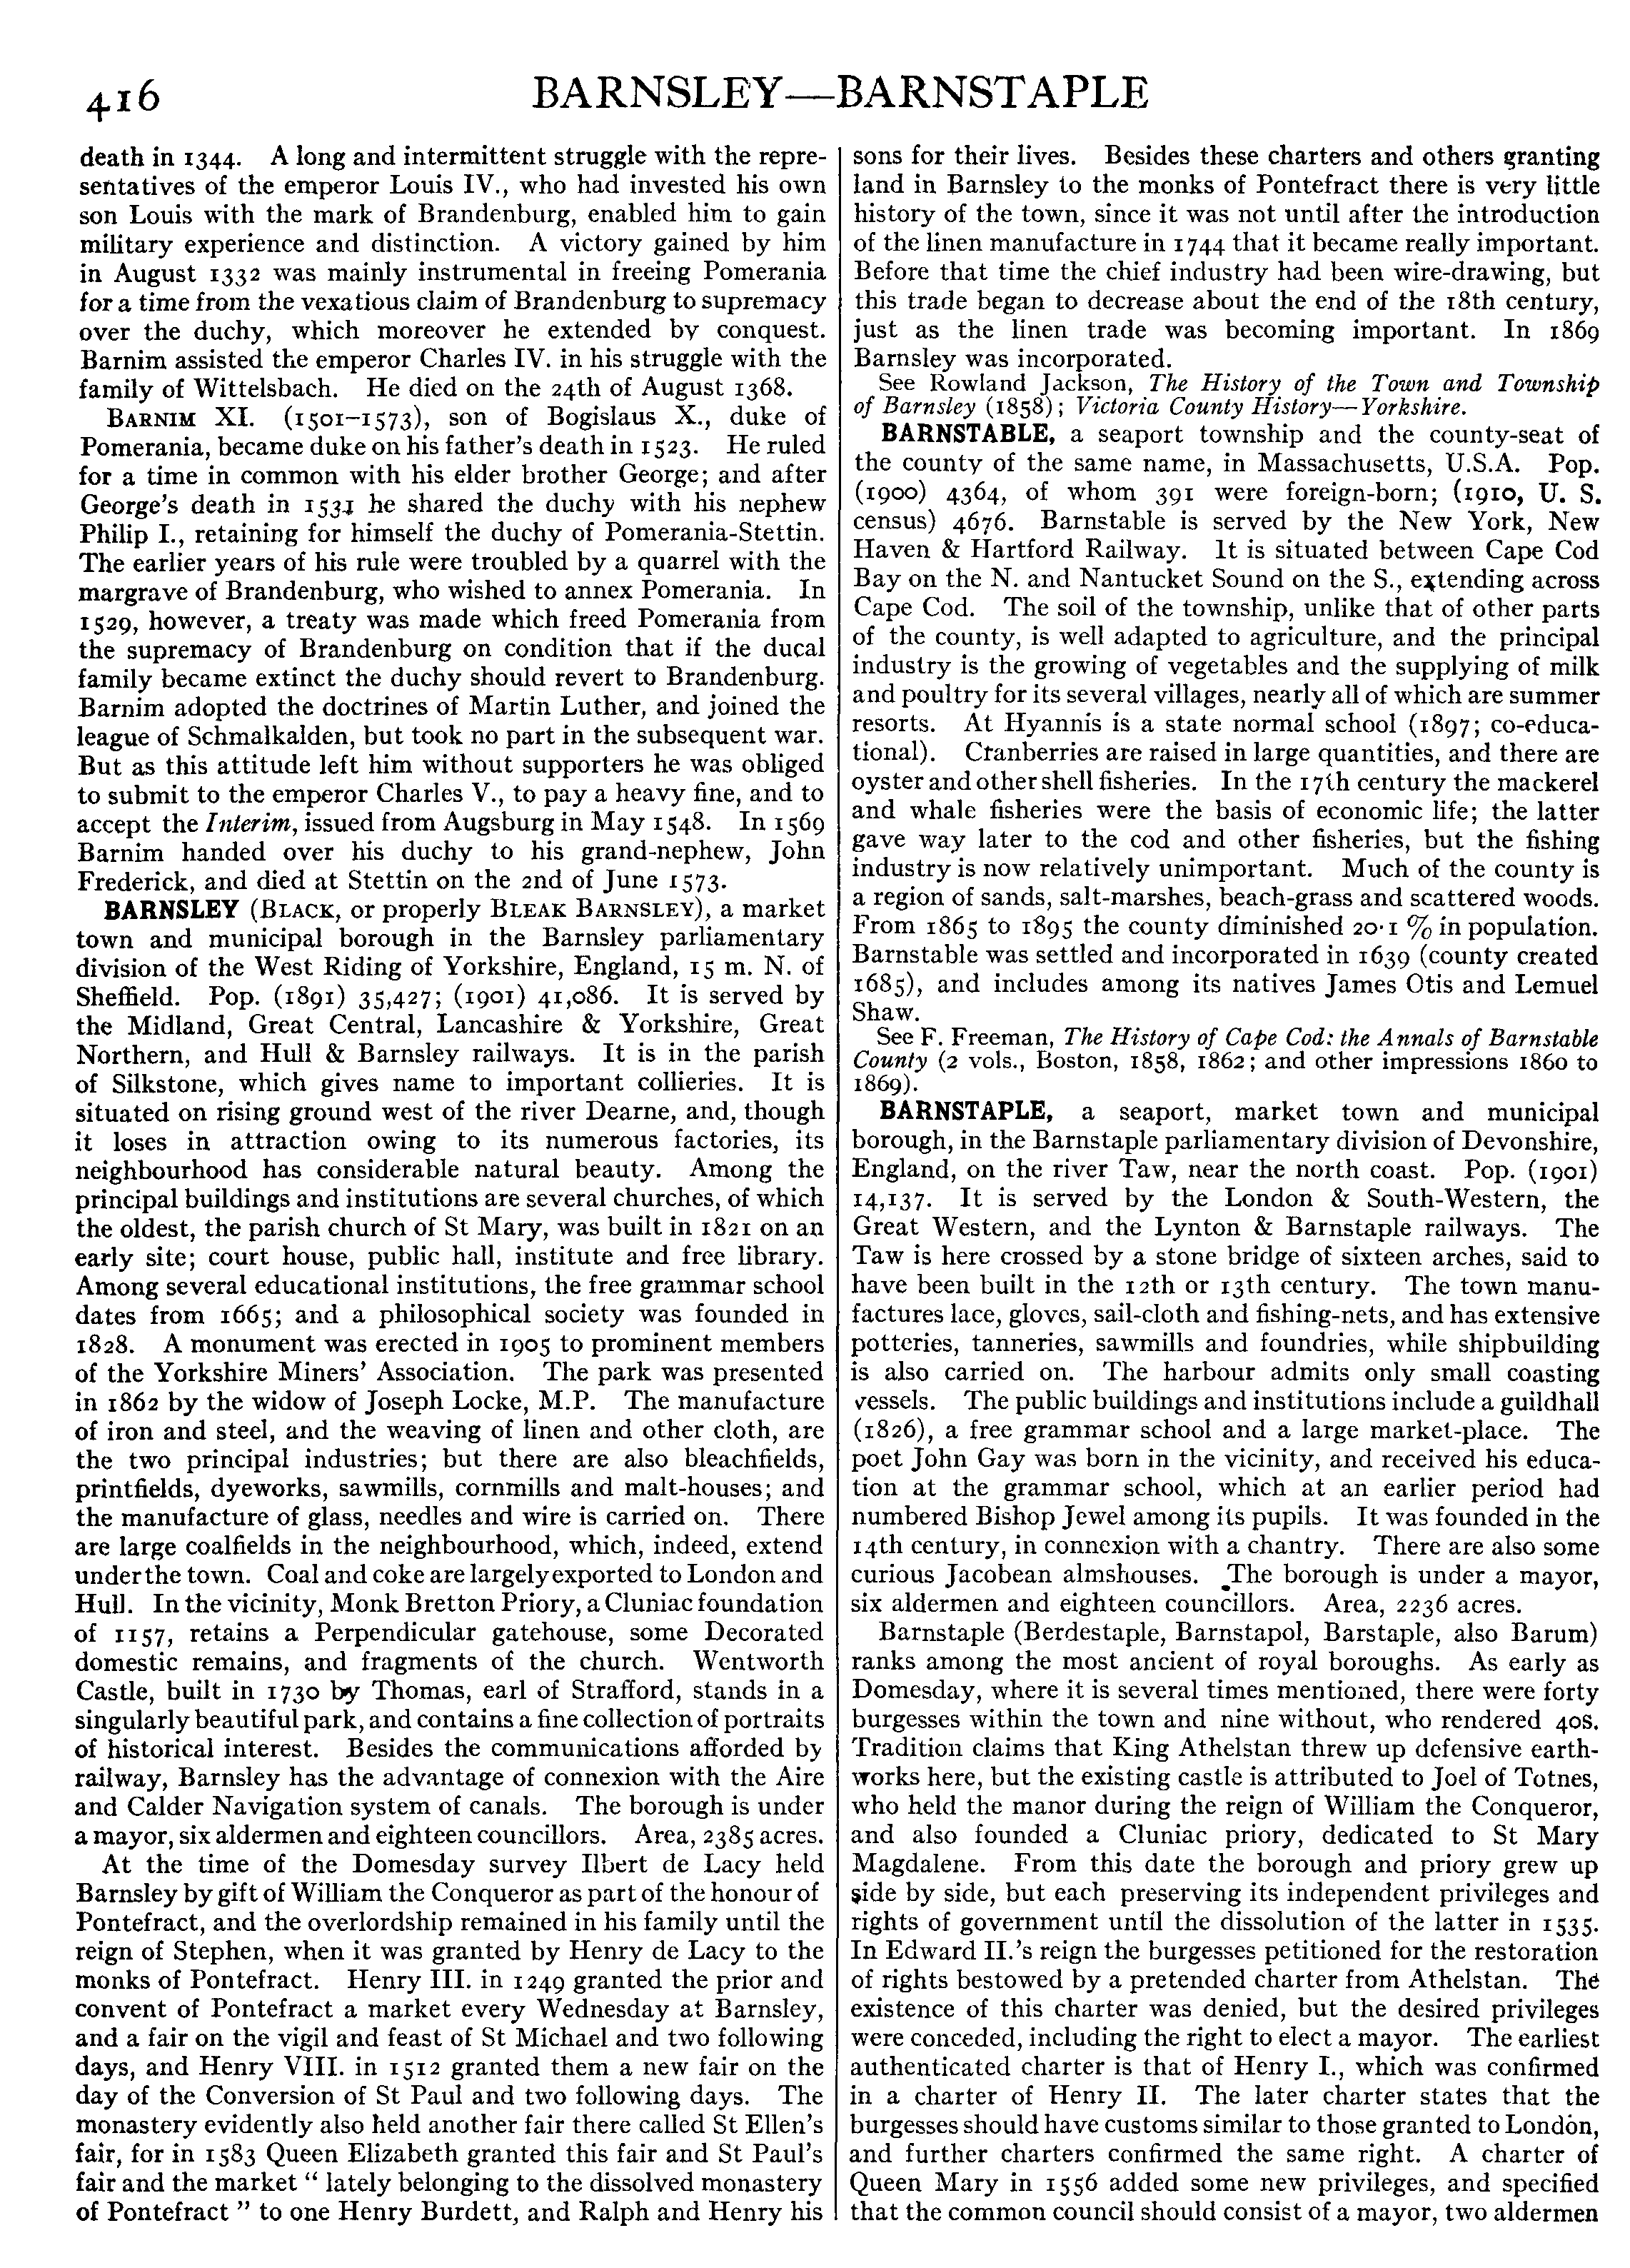 416
BARNSLEY—BARNSTAPLE
death in 1344. A long and intermittent struggle with the repre-
sentatives of the emperor Louis IV., who had invested his own
son Louis with the mark of Brandenburg, enabled him to gain
military experience and distinction. A victory gained by him
in August 1332 was mainly instrumental in freeing Pomerania
for a time from the vexatious claim of Brandenburg to supremacy
over the duchy, which moreover he extended by conquest.
Barnim assisted the emperor Charles IV. in his struggle with the
family of Wittelsbach. He died on the 24th of August 1368.
BARNIM XI. (1501–1573), son of Bogislaus X., duke of
Pomerania, became duke on his father's death in 1523. He ruled
for a time in common with his elder brother George; and after
George's death in 1531 he shared the duchy with his nephew
Philip I., retaining for himself the duchy of Pomerania-Stettin.
The earlier years of his rule were troubled by a quarrel with the
margrave of Brandenburg, who wished to annex Pomerania. In
1529, however, a treaty was made which freed Pomerania from
the supremacy of Brandenburg on condition that if the ducal
family became extinct the duchy should revert to Brandenburg.
Barnim adopted the doctrines of Martin Luther, and joined the
league of Schmalkalden, but took no part in the subsequent war.
But as this attitude left him without supporters he was obliged
to submit to the emperor Charles V., to pay a heavy fine, and to
accept the Interim, issued from Augsburg in May 1548. In 1569
Barnim handed over his duchy to his grand-nephew, John
Frederick, and died at Stettin on the 2nd of June 1573.
BARNSLEY (BLACK, or properly BLEAK BARNSLEY), a market
town and municipal borough in the Barnsley parliamentary
division of the West Riding of Yorkshire, England, 15 m. N. of
Sheffield. Pop. (1891) 35,427; (1901) 41,086. It is served by
the Midland, Great Central, Lancashire & Yorkshire, Great
Northern, and Hull & Barnsley railways. It is in the parish
of Silkstone, which gives name to important collieries. It is
situated on rising ground west of the river Dearne, and, though
it loses in attraction owing to its numerous factories, its
neighbourhood has considerable natural beauty. Among the
principal buildings and institutions are several churches, of which
the oldest, the parish church of St Mary, was built in 1821 on an
early site; court house, public hall, institute and free library.
Among several educational institutions, the free grammar school
dates from 1665; and a philosophical society was founded in
1828. A monument was erected in 1905 to prominent members
of the Yorkshire Miners' Association. The park was presented
in 1862 by the widow of Joseph Locke, M.P. The manufacture
of iron and steel, and the weaving of linen and other cloth, are
the two principal industries; but there are also bleachfields,
printfields, dyeworks, sawmills, cornmills and malt-houses; and
the manufacture of glass, needles and wire is carried on. There
are large coalfields in the neighbourhood, which, indeed, extend
under the town. Coal and coke are largely exported to London and
Hull. In the vicinity, Monk Bretton Priory, a Cluniac foundation
of 1157, retains a Perpendicular gatehouse, some Decorated
domestic remains, and fragments of the church. Wentworth
Castle, built in 1730 by Thomas, earl of Strafford, stands in a
singularly beautiful park, and contains a fine collection of portraits
of historical interest. Besides the communications afforded by
railway, Barnsley has the advantage of connexion with the Aire
and Calder Navigation system of canals. The borough is under
a mayor, six aldermen and eighteen councillors. Area, 2385 acres.
At the time of the Domesday survey Ilbert de Lacy held
Barnsley by gift of William the Conqueror as part of the honour of
Pontefract, and the overlordship remained in his family until the
reign of Stephen, when it was granted by Henry de Lacy to the
monks of Pontefract. Henry III. in 1249 granted the prior and
convent of Pontefract a market every Wednesday at Barnsley,
and a fair on the vigil and feast of St Michael and two following
days, and Henry VIII. in 1512 granted them a new fair on the
day of the Conversion of St Paul and two following days. The
monastery evidently also held another fair there called St Ellen's
fair, for in 1583 Queen Elizabeth granted this fair and St Paul's
fair and the market “ lately belonging to the dissolved monastery
of Pontefract ” to one Henry Burdett, and Ralph and Henry his
sons for their lives. Besides these charters and others granting
land in Barnsley to the monks of Pontefract there is very little
history of the town, since it was not until after the introduction
of the linen manufacture in 1744 that it became really important.
Before that time the chief industry had been wire-drawing, but
this trade began to decrease about the end of the 18th century,
just as the linen trade was becoming important. In 1869
Barnsley was incorporated.
See Rowland Jackson, The History of the Town and Township
of Barnsley (1858); Victoria County History—Yorkshire.
BARNSTABLE, a seaport township and the county-seat of
the county of the same name, in Massachusetts, U.S.A. Pop.
(1900) 4364, of whom 391 were foreign-born; (1910, U. S.
census) 4676. Barnstable is served by the New York, New
Haven & Hartford Railway. It is situated between Cape Cod
Bay on the N. and Nantucket Sound on the S., extending across
Cape Cod. The soil of the township, unlike that of other parts
of the county, is well adapted to agriculture, and the principal
industry is the growing of vegetables and the supplying of milk
and poultry for its several villages, nearly all of which are summer
resorts. At Hyannis is a state normal school (1897; co-educa-
tional). Cranberries are raised in large quantities, and there are
oyster and other shell fisheries. In the 17th century the mackerel
and whale fisheries were the basis of economic life; the latter
gave way later to the cod and other fisheries, but the fishing
industry is now relatively unimportant. Much of the county is
a region of sands, salt-marshes, beach-grass and scattered woods.
From 1865 to 1895 the county diminished 20·1 % in population.
Barnstable was settled and incorporated in 1639 (county created
1685), and includes among its natives James Otis and Lemuel
Shaw.
See F. Freeman, The History of Cape Cod: the Annals of Barnstable
County (2 vols., Boston, 1858, 1862; and other impressions 1860 to
1869).
BARNSTAPLE, a seaport, market town and municipal
borough, in the Barnstaple parliamentary division of Devonshire,
England, on the river Taw, near the north coast. Pop. (1901)
14,137. It is served by the London & South-Western, the
Great Western, and the Lynton & Barnstaple railways. The
Taw is here crossed by a stone bridge of sixteen arches, said to
have been built in the 12th or 13th century. The town manu-
factures lace, gloves, sail-cloth and fishing-nets, and has extensive
potteries, tanneries, sawmills and foundries, while shipbuilding
is also carried on. The harbour admits only small coasting
vessels. The public buildings and institutions include a guildhall
(1826), a free grammar school and a large market-place. The
poet John Gay was born in the vicinity, and received his educa-
tion at the grammar school, which at an earlier period had
numbered Bishop Jewel among its pupils. It was founded in the
14th century, in connexion with a chantry. There are also some
curious Jacobean almshouses. The borough is under a mayor,
six aldermen and eighteen councillors. Area, 2236 acres.
Barnstaple (Berdestaple, Barnstapol, Barstaple, also Barum)
ranks among the most ancient of royal boroughs. As early as
Domesday, where it is several times mentioned, there were forty
burgesses within the town and nine without, who rendered 40s.
Tradition claims that King Athelstan threw up defensive earth-
works here, but the existing castle is attributed to Joel of Totnes,
who held the manor during the reign of William the Conqueror,
and also founded a Cluniac priory, dedicated to St Mary
Magdalene. From this date the borough and priory grew up
side by side, but each preserving its independent privileges and
rights of government until the dissolution of the latter in 1535.
In Edward II.'s reign the burgesses petitioned for the restoration
of rights bestowed by a pretended charter from Athelstan. The
existence of this charter was denied, but the desired privileges
were conceded, including the right to elect a mayor. The earliest
authenticated charter is that of Henry I., which was confirmed
in a charter of Henry II. The later charter states that the
burgesses should have customs similar to those granted to London,
and further charters confirmed the same right. A charter of
Queen Mary in 1556 added some new privileges, and specified
that the common council should consist of a mayor, two aldermen